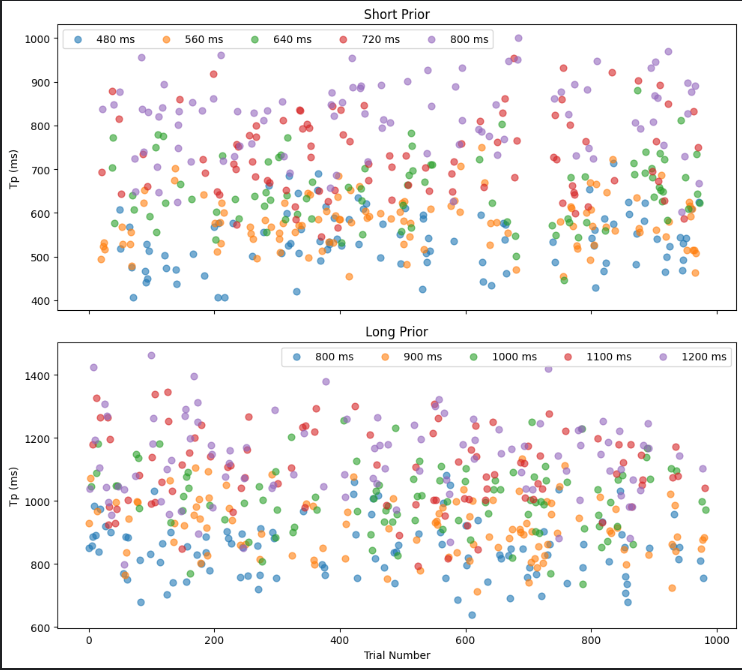 Short Prior
480 ms 560 ms 640 ms 720 ms 800 ms
1000
900
800
700
600
500
400
Tp (ms)
Long Prior
800 ms 900 ms 1000 ms 1100 ms 1200 ms
1400
1200
1000
800
600
Tp (ms)
0 200 400 600 800 1000
Trial Number